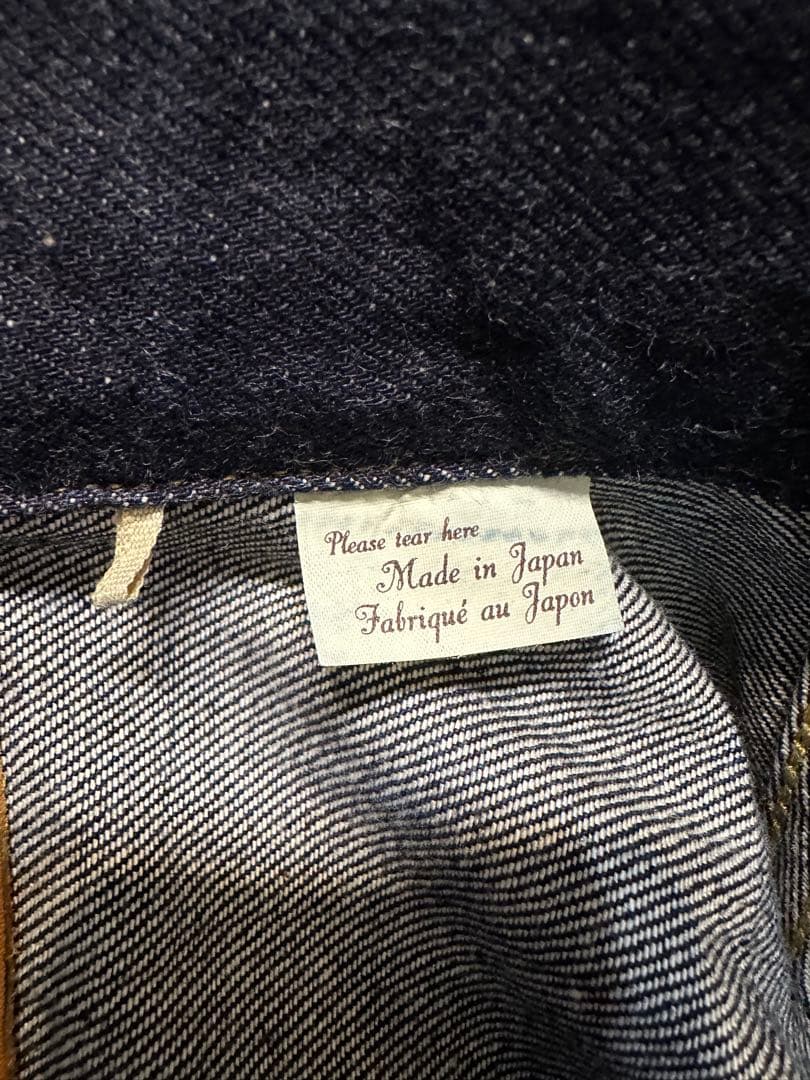 Please tear here
Made in Japan
Fabriqué au Japon